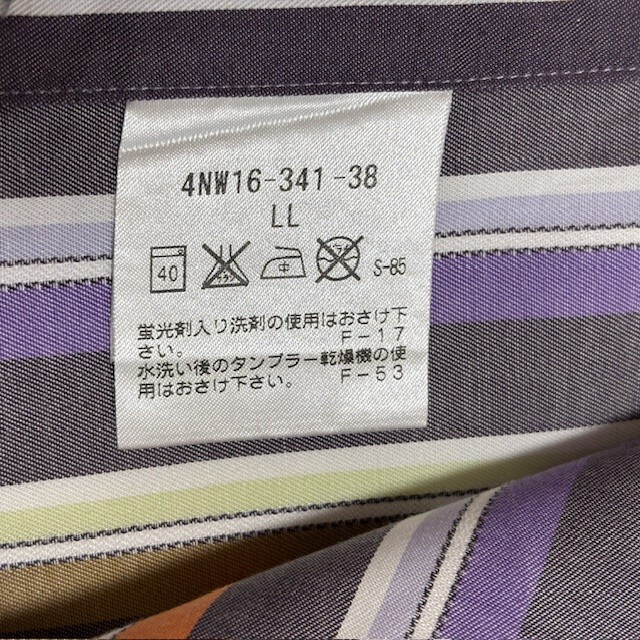 4NW16-341-38
LL
40 中 S-85
蛍光剤入り洗剤の使用はおさけ下
さい。 F-17
水洗い後のタンブラー乾燥機の使
用はおさけ下さい。 F-53